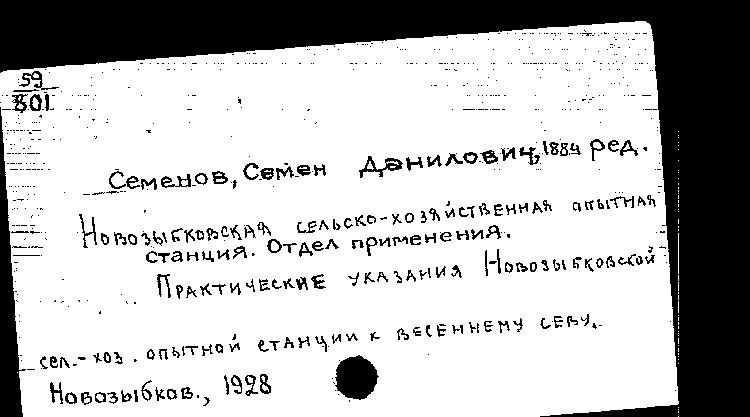 59
801
Семенов, Семен Данилович, 1884 ред.
Новозыбковская сельско-хозяйственная опытная
станция. Отдел применения.
Практические указания Новозыбковской
сел.-хоз. опытной станции к весеннему севу.
Новозыбков., 1928